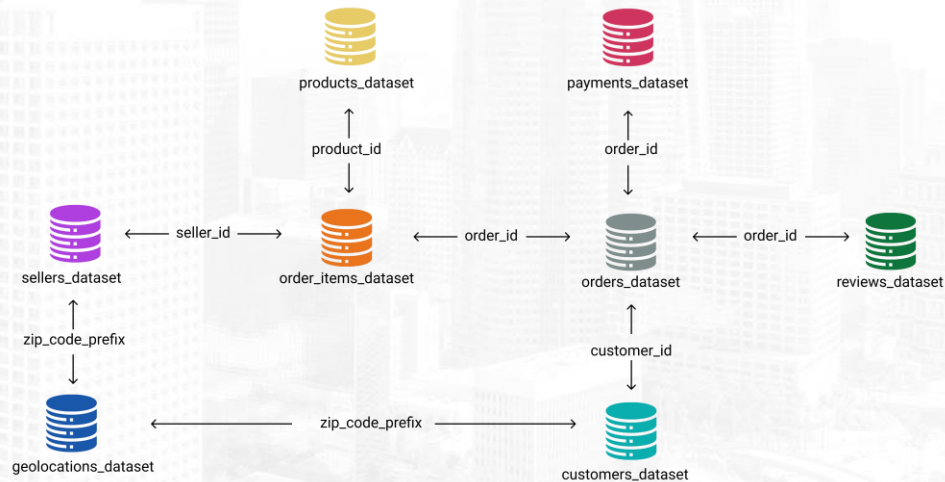 products_dataset
payments_dataset
product_id
order_id
seller_id
order_id
order_id
sellers_dataset
order_items_dataset
orders_dataset
reviews_dataset
zip_code_prefix
customer_id
zip_code_prefix
geolocations_dataset
customers_dataset